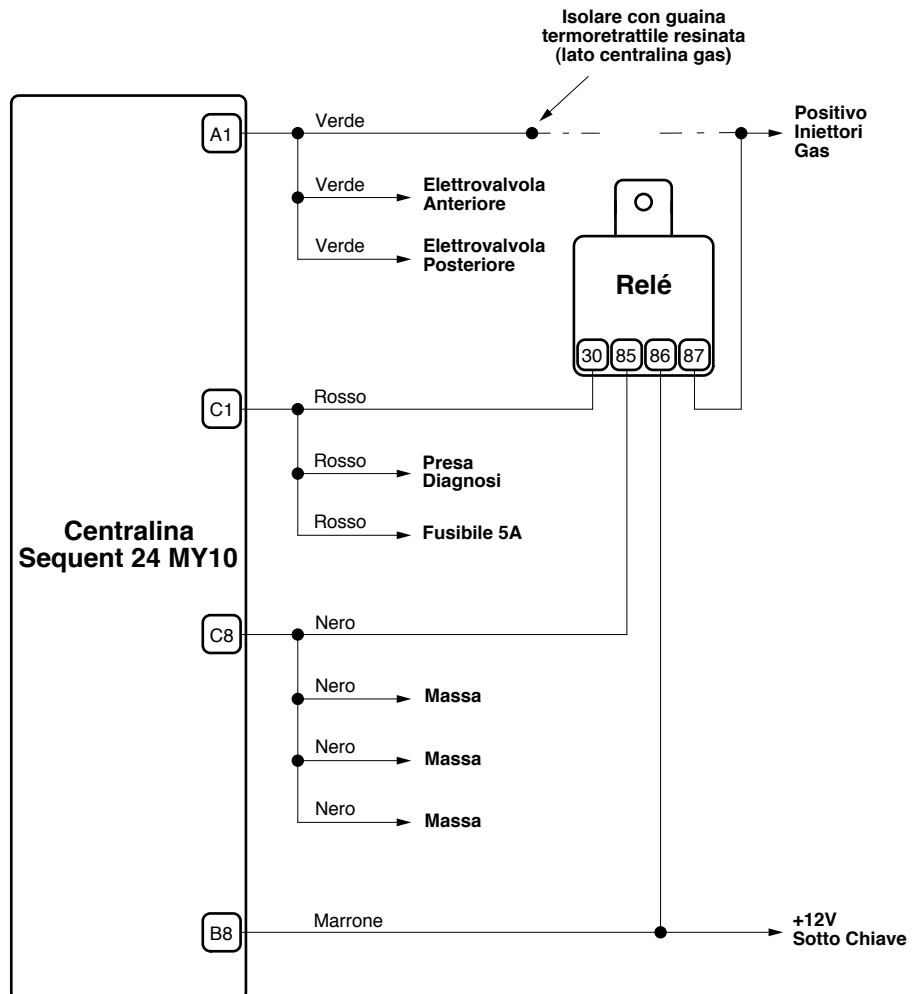 Isolare con guaina
termoretrattile resinata
(lato centralina gas)
A1
Verde
Positivo
Iniettori
Gas
Verde
Elettrovalvola
Anteriore
Verde
Elettrovalvola
Posteriore
Relé
30 85 86 87
C1
Rosso
Rosso
Presa
Diagnosi
Rosso
Fusibile 5A
Centralina
Sequent 24 MY10
C8
Nero
Nero
Massa
Nero
Massa
Nero
Massa
B8
Marrone
+12V
Sotto Chiave